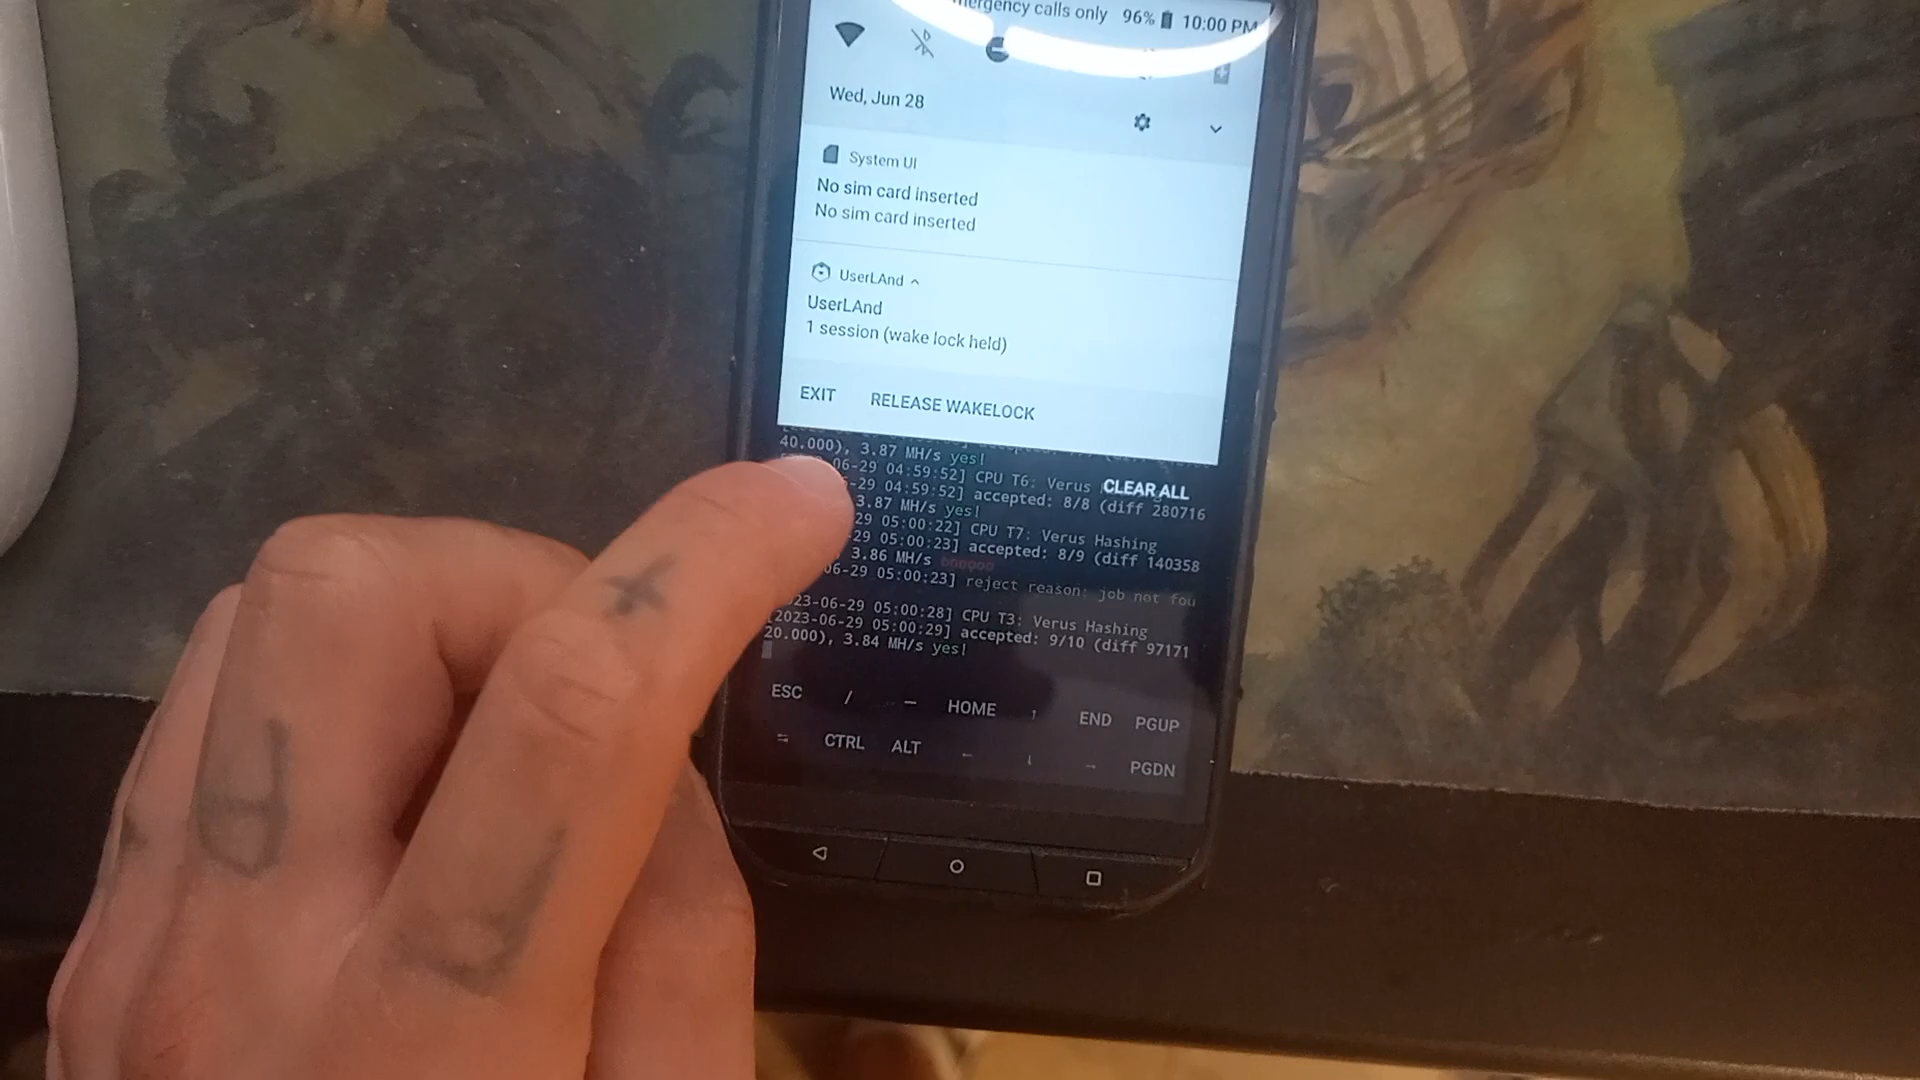 mergency calls only 96% 10:00 PM
Wed, Jun 28
System UI
No sim card inserted
No sim card inserted
UserLAnd
UserLAnd
1 session (wake lock held)
EXIT RELEASE WAKELOCK
40.000), 3.87 MH/s yes!
06-29 04:59:52] CPU T6: Verus
CLEAR ALL
-29 04:59:52] accepted: 8/8 (diff 280716
3.87 MH/s yes!
29 05:00:22] CPU T7: Verus Hashing
-29 05:00:23] accepted: 8/9 (diff 140358
3.86 MH/s booooo
06-29 05:00:23] reject reason: job not fou
23-06-29 05:00:28] CPU T3: Verus Hashing
[2023-06-29 05:00:29] accepted: 9/10 (diff 97171
20.000), 3.84 MH/s yes!
ESC / – HOME ↑ END PGUP
CTRL ALT ← ↓ → PGDN